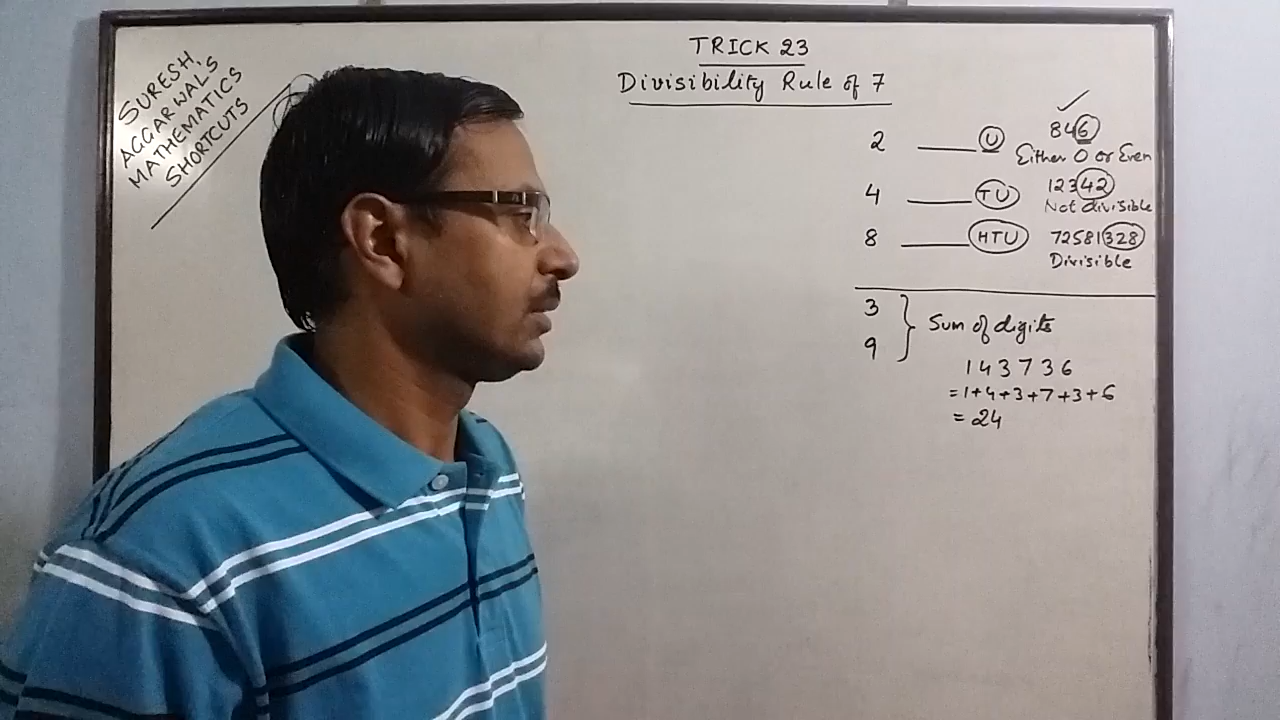 SURESH
AGGARWAL'S
MATHEMATICS
SHORTCUTS
TRICK 23
Divisibility Rule of 7
2 U 846
Either 0 or Even
4 TU 12342
Not divisible
8 HTU 72581328
Divisible
3
9
Sum of digits
143736
=1+4+3+7+3+6
= 24